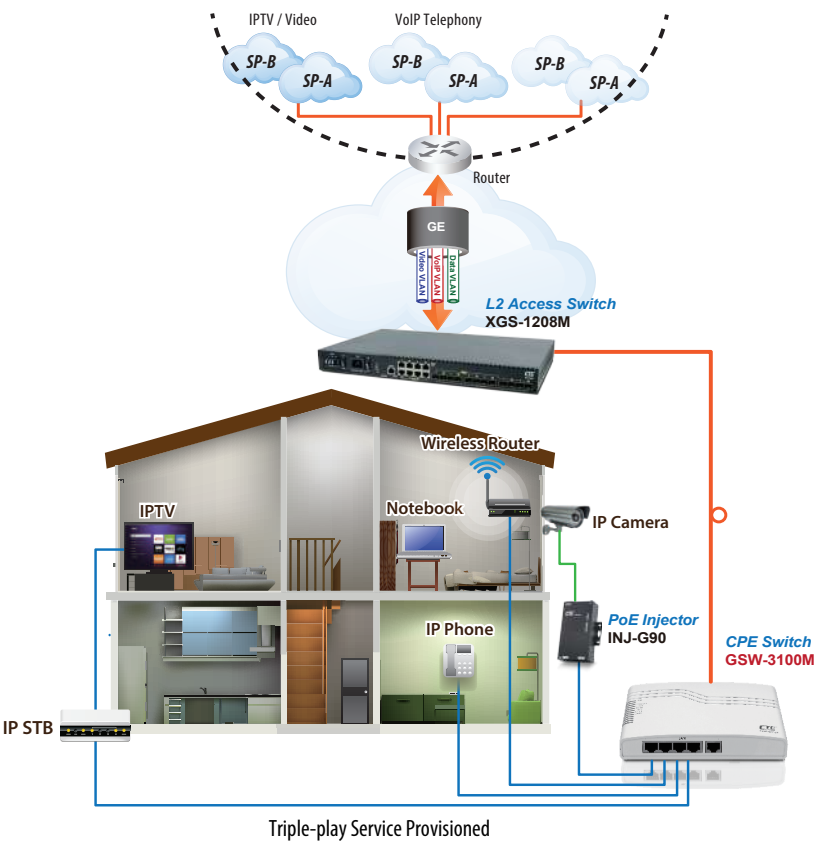 IPTV / Video
VoIP Telephony
SP-B
SP-A
SP-B
SP-A
SP-B
SP-A
Router
GE
Video VLAN
VoIP VLAN
Data VLAN
L2 Access Switch
XGS-1208M
Wireless Router
IPTV
Notebook
IP Camera
IP Phone
PoE Injector
INJ-G90
CPE Switch
GSW-3100M
IP STB
CTC
LAN
Triple-play Service Provisioned